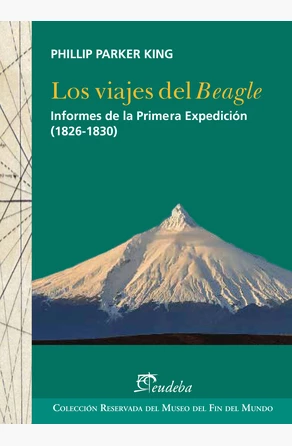 PHILLIP PARKER KING
Los viajes del Beagle
Informes de la Primera Expedición
(1826-1830)
Eudeba
COLECCIÓN RESERVADA DEL MUSEO DEL FIN DEL MUNDO